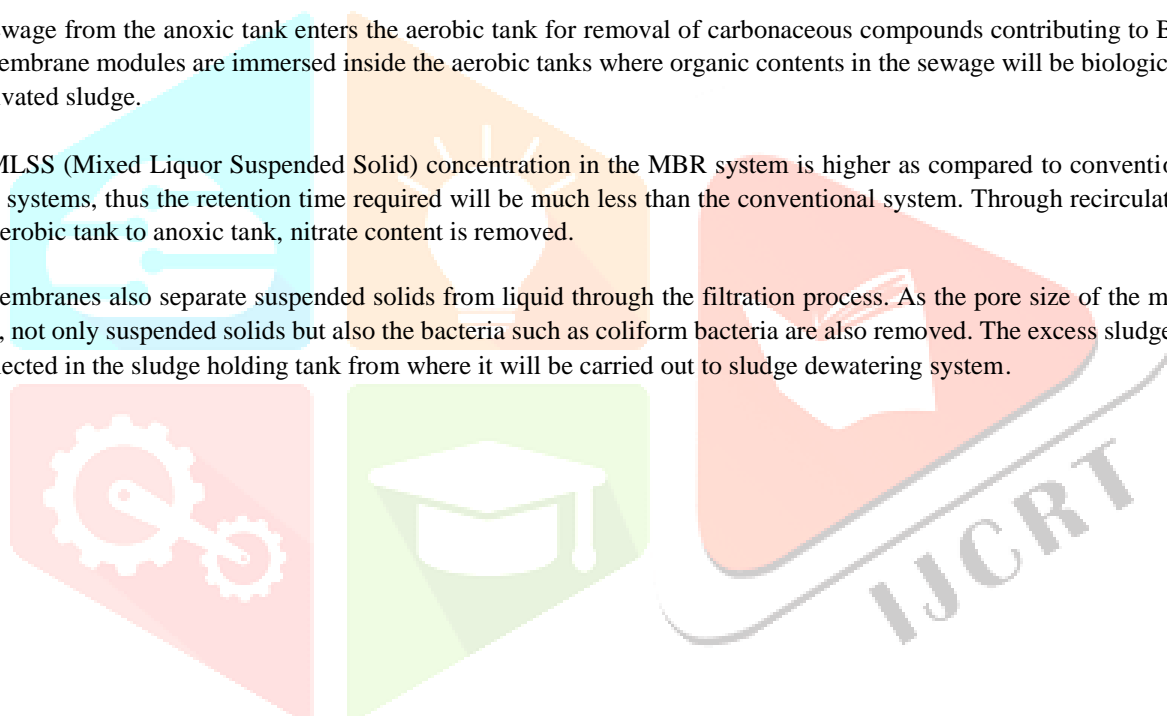 wage from the anoxic tank enters the aerobic tank for removal of carbonaceous compounds contributing to B
embrane modules are immersed inside the aerobic tanks where organic contents in the sewage will be biologic
vated sludge.
MLSS (Mixed Liquor Suspended Solid) concentration in the MBR system is higher as compared to conventio
systems, thus the retention time required will be much less than the conventional system. Through recirculat
erobic tank to anoxic tank, nitrate content is removed.
embranes also separate suspended solids from liquid through the filtration process. As the pore size of the m
, not only suspended solids but also the bacteria such as coliform bacteria are also removed. The excess sludge
lected in the sludge holding tank from where it will be carried out to sludge dewatering system.
IJCRT